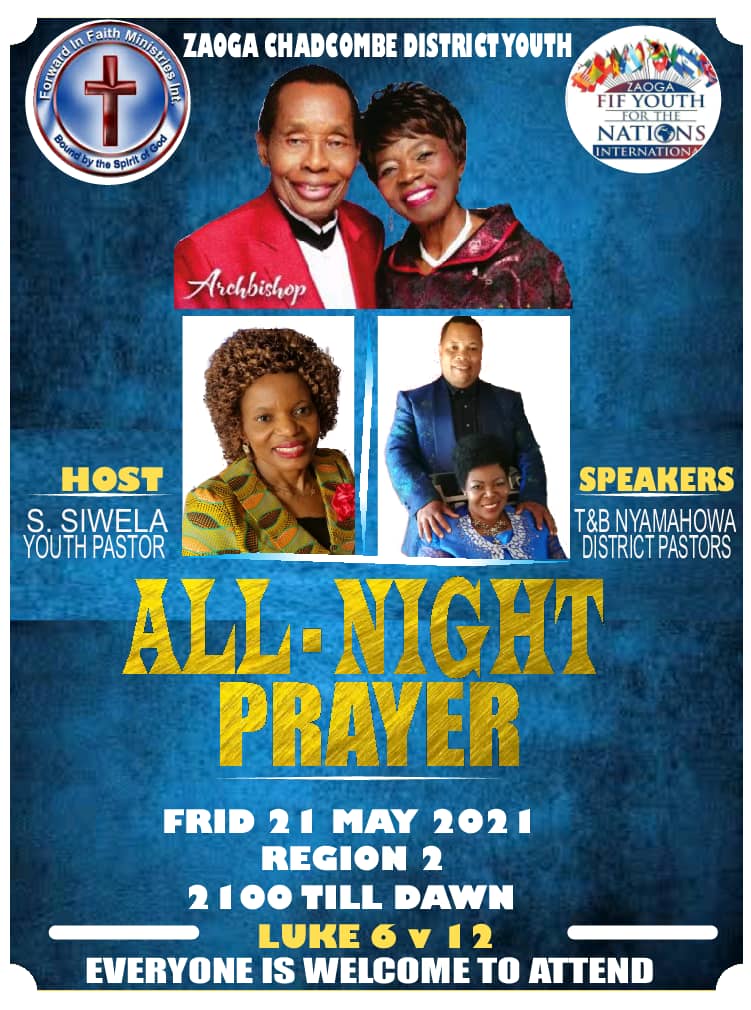 ZAOGA CHADCOMBE DISTRICT YOUTH
Forward In Faith Ministries Int.
Bound by the Spirit of God
ZAOGA
FIF YOUTH
FOR THE
NATIONS
INTERNATIONAL
Archbishop
HOST
S. SIWELA
YOUTH PASTOR
SPEAKERS
T&B NYAMAHOWA
DISTRICT PASTORS
ALL-NIGHT
PRAYER
FRID 21 MAY 2021
REGION 2
2100 TILL DAWN
LUKE 6 v 12
EVERYONE IS WELCOME TO ATTEND